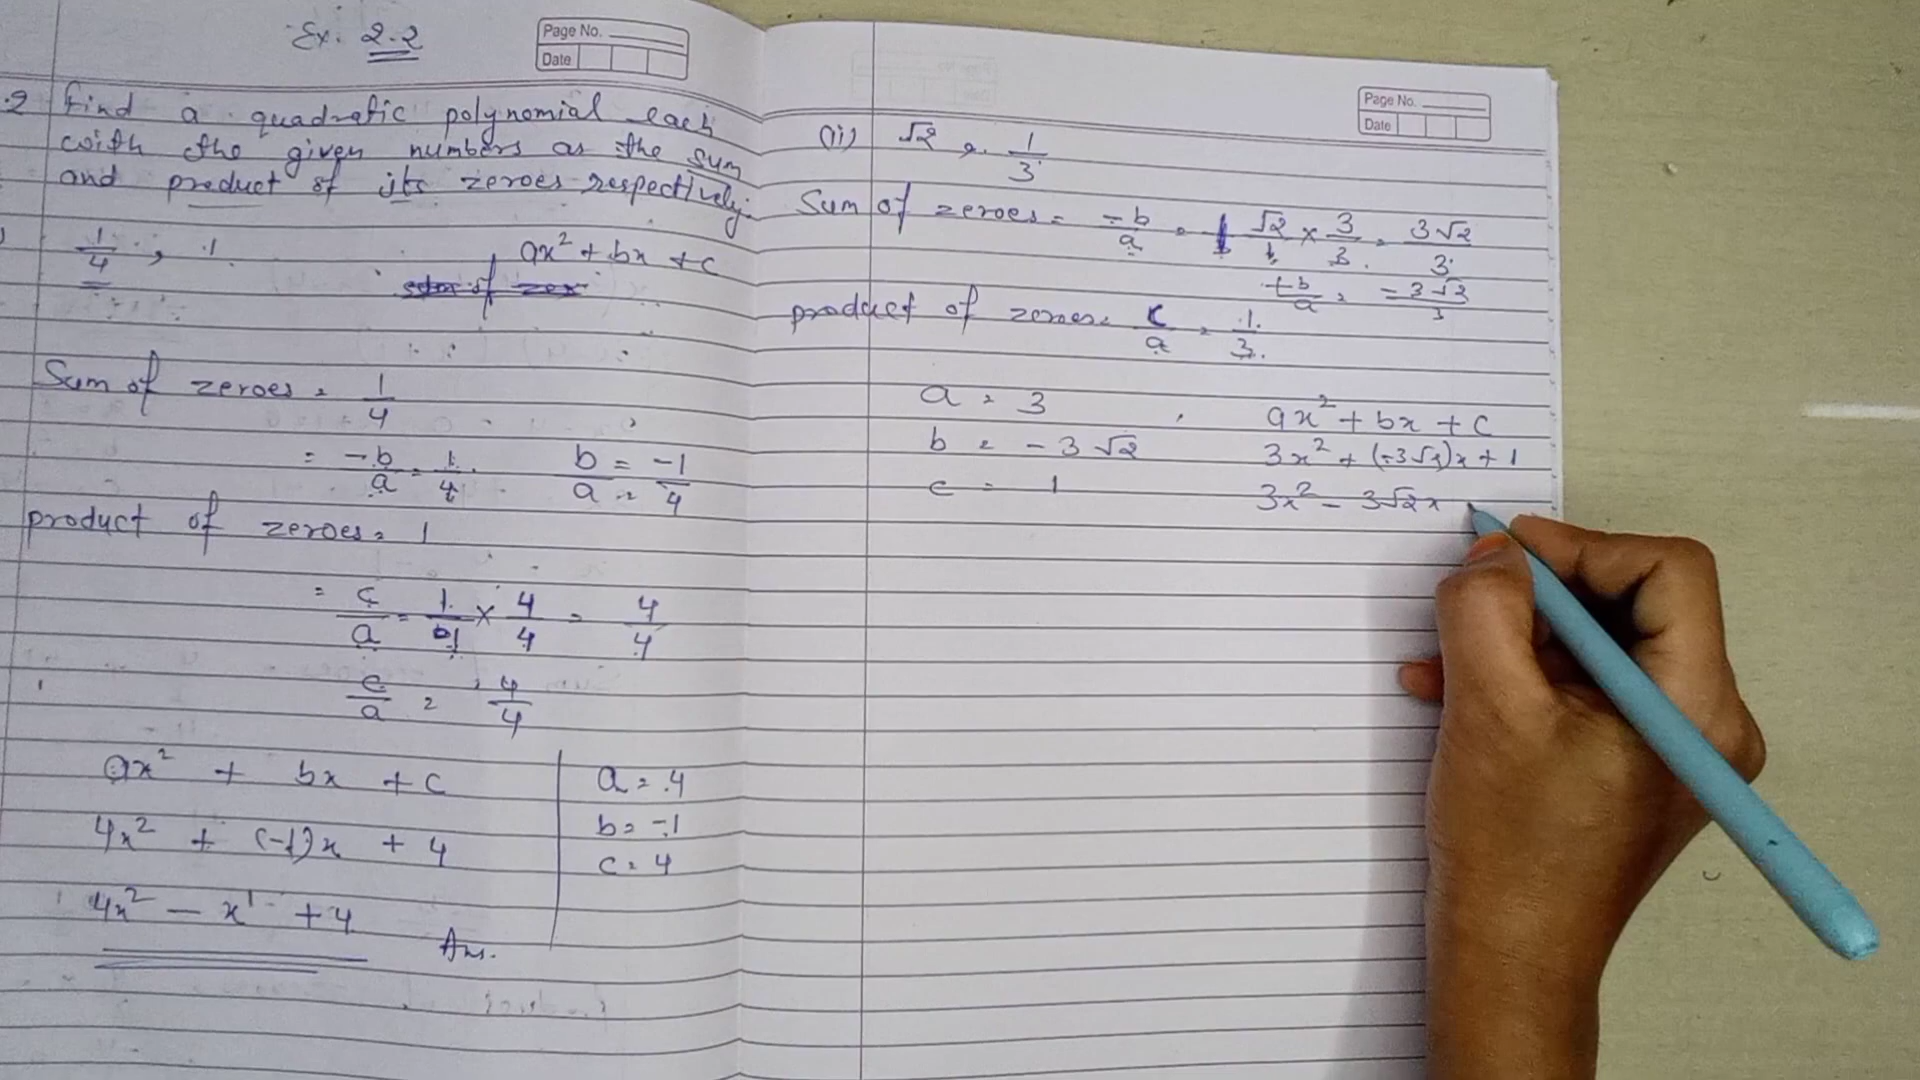 Ex. 2.2
Page No.
Date
.2 Find a quadratic polynomial each
with the given numbers as the sum
and product of its zeroes respectively.
1/4 , 1
ax² + bx + c
Sum of zeroes = 1/4
= -b/a = 1/4 b/a = -1/4
product of zeroes = 1
= c/a = 1/1 × 4/4 = 4/4
c/a = 4/4
ax² + bx + c
4x² + (-1)x + 4
4x² - x + 4
Ans.
a = 4
b = -1
c = 4
Page No.
Date
(ii) √2 , 1/3
Sum of zeroes = -b/a = √2/1 × 3/3 = 3√2/3
product of zeroes = c/a = 1/3
a = 3
b = -3√2
c = 1
ax² + bx + c
3x² + (-3√2)x + 1
3x² - 3√2x